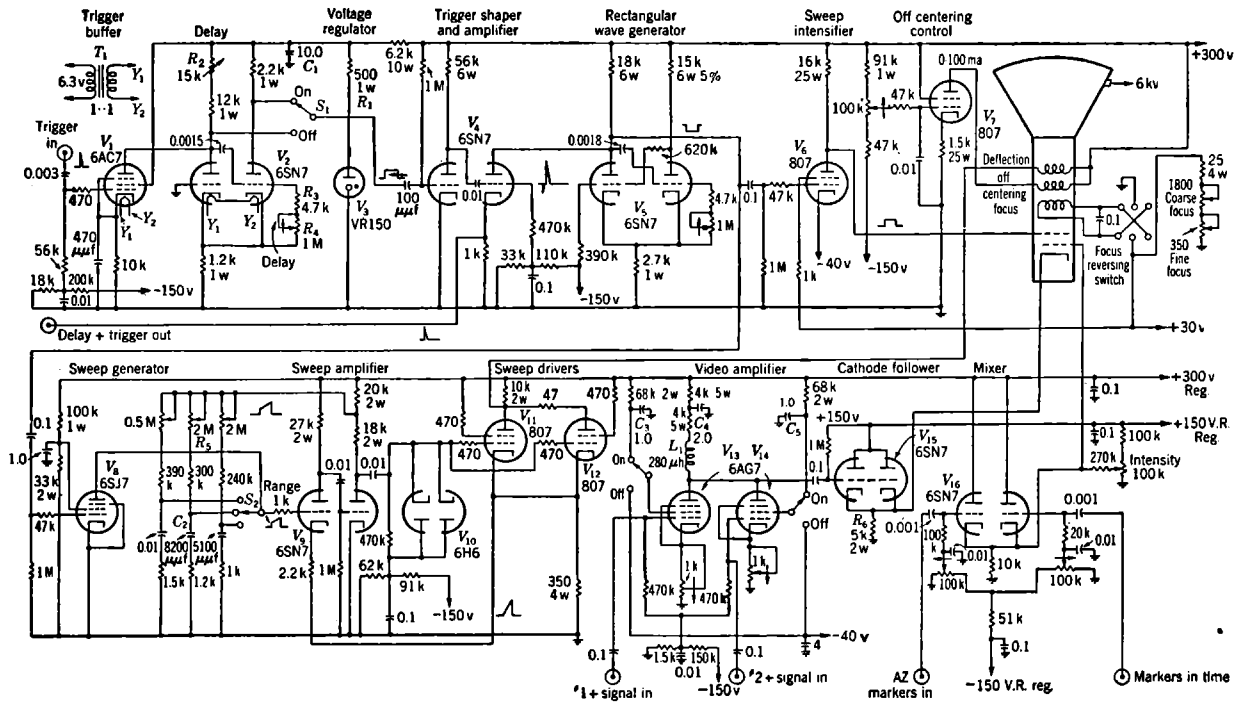 Trigger
buffer
Delay
Voltage
regulator
Trigger shaper
and amplifier
Rectangular
wave generator
Sweep
intensifier
Off centering
control
T1
6.3v
1··1
Y1
Y2
R2
15k
2.2k
1w
10.0
C1
500
1w
R1
6.2k
10w
1M
56k
6w
18k
6w
15k
6w 5%
16k
25w
91k
1w
0·100 ma
+300v
6kv
12k
1w
On
S1
Off
47k
100k
V7
807
Trigger
in
V1
6AC7
0.0015
V2
6SN7
V4
6SN7
0.0018
620k
V6
807
47k
0.01
1.5k
25w
0.003
470
R3
4.7k
R4
1M
V3
VR150
100
μμf
0.01
V5
6SN7
4.7k
1M
0.1
47k
Deflection
off
centering
focus
0.1
25
4w
1800
Coarse
focus
350
Fine
focus
Y1
Y2
Y1
Y2
470
μμf
56k
10k
Delay
1.2k
1w
1k
470k
33k
110k
390k
2.7k
1w
1M
1k
-40v
-150v
Focus
reversing
switch
18k
200k
0.01
-150v
0.1
-150v
Delay + trigger out
+30v
Sweep generator
Sweep amplifier
Sweep drivers
Video amplifier
Cathode follower
Mixer
+300v
Reg.
0.1
100k
1w
1.0
33k
2w
47k
1M
V8
6SJ7
0.5M
2M
R5
2M
390
k
300
k
240k
S2
C2
0.01
8200
μμf
5100
μμf
1.5k
1.2k
1k
Range
1k
27k
2w
20k
2w
18k
2w
0.01
0.01
V9
6SN7
2.2k
1M
470k
V10
6H6
62k
91k
-150v
0.1
470
10k
2w
47
V11
807
470
470
470
V12
807
350
4w
68k
2w
C3
1.0
On
Off
4k
5w
4k
5w
C4
2.0
L1
280μh
V13
V14
6AG7
68k
2w
1.0
C5
+150v
1M
0.1
On
Off
V15
6SN7
R6
5k
2w
0.1
+150 V.R.
Reg.
100k
270k
Intensity
100k
V16
6SN7
0.001
100
k
0.01
100k
10k
0.001
20k
0.01
100k
51k
0.1
-150 V.R. reg.
470k
1k
470k
1k
1.5k
0.01
150k
-150v
-40v
4
0.1
#1+ signal in
0.1
#2+ signal in
AZ
markers in
Markers in time